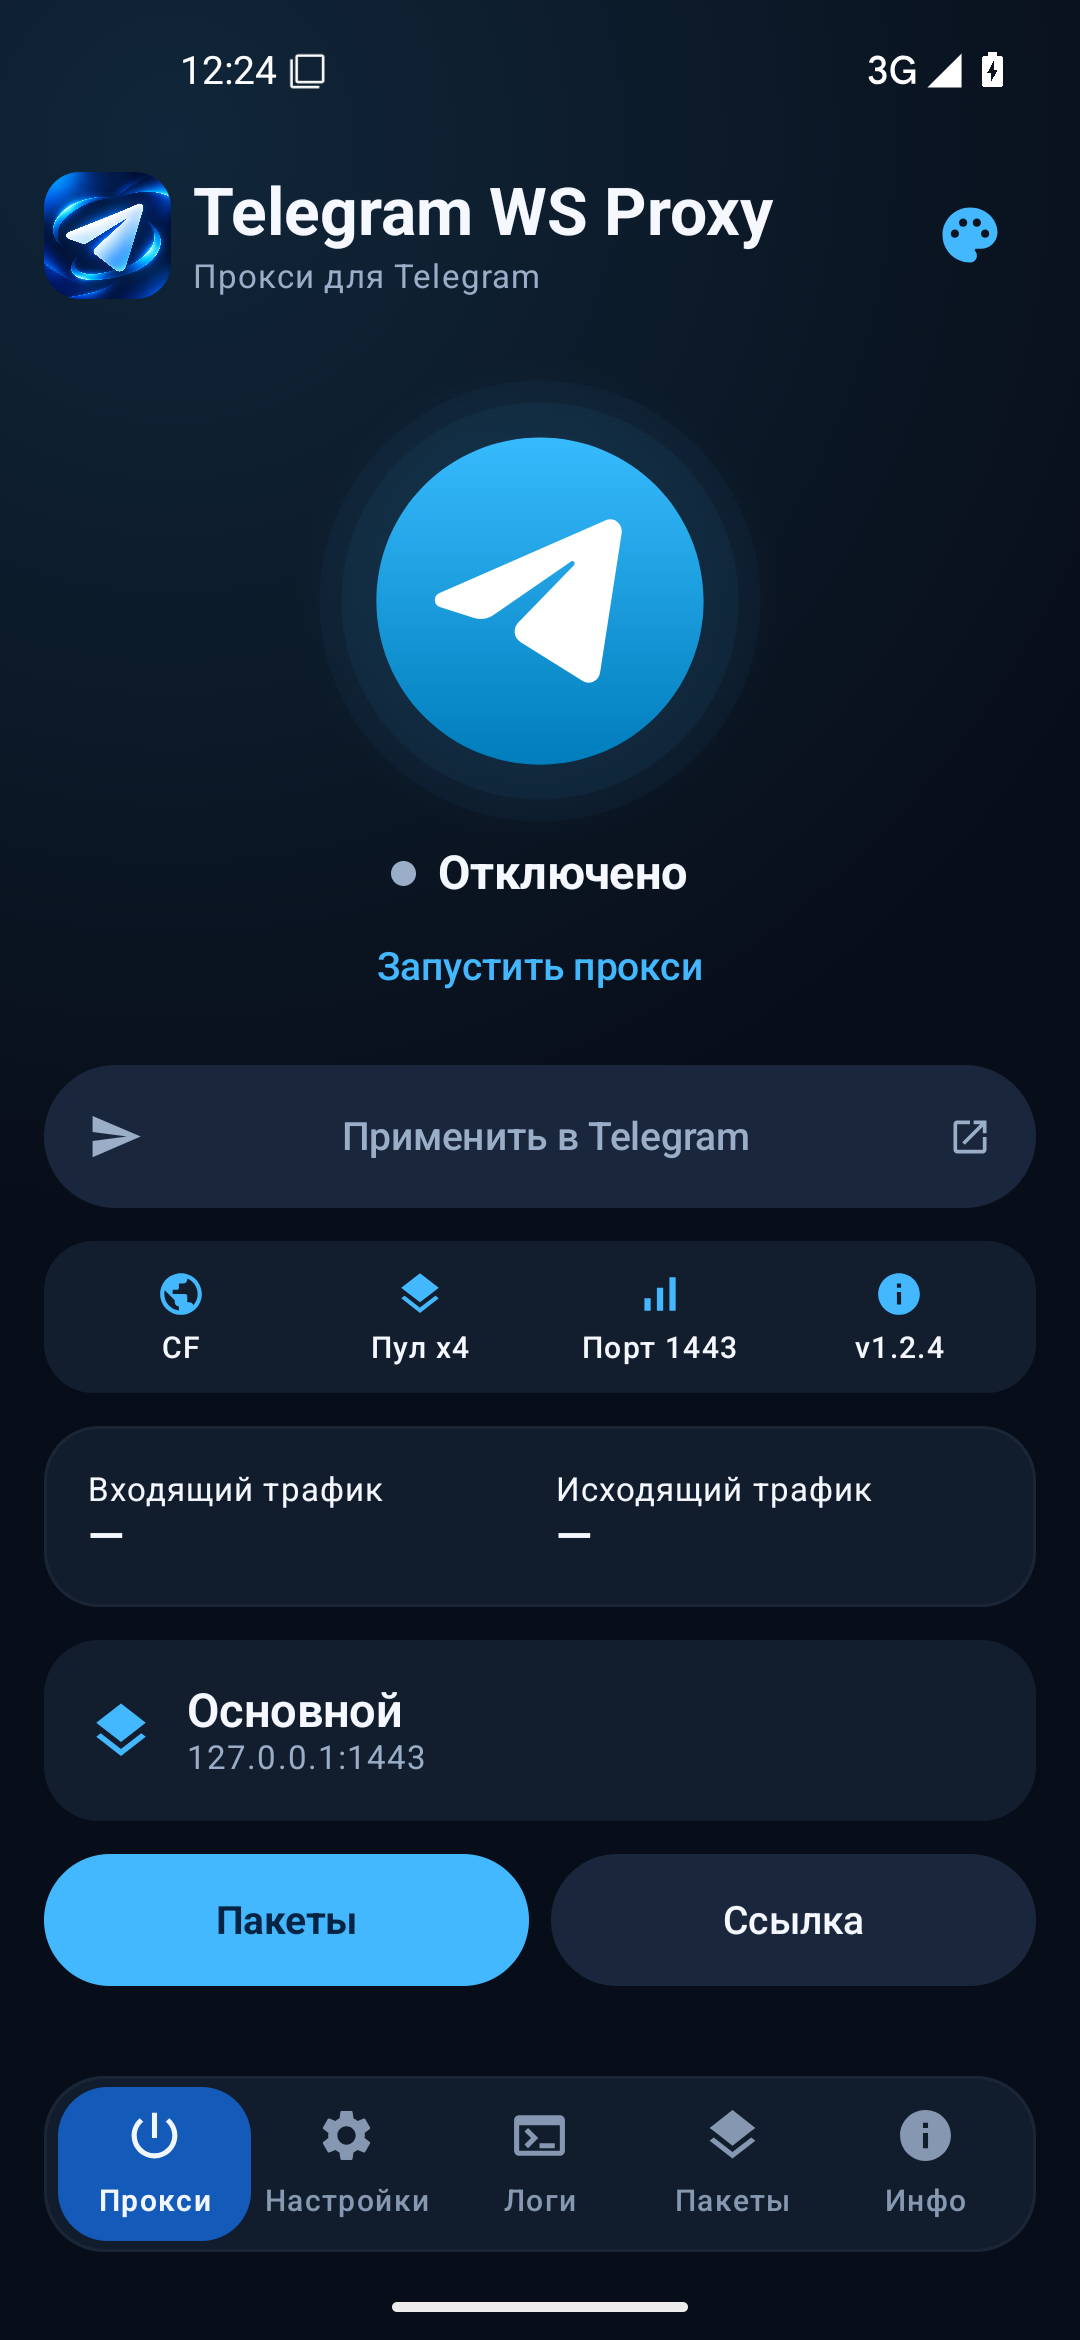 12:24
3G
Telegram WS Proxy
Прокси для Telegram
Отключено
Запустить прокси
Применить в Telegram
CF
Пул x4
Порт 1443
v1.2.4
Входящий трафик
Исходящий трафик
—
—
Основной
127.0.0.1:1443
Пакеты
Ссылка
Прокси
Настройки
Логи
Пакеты
Инфо